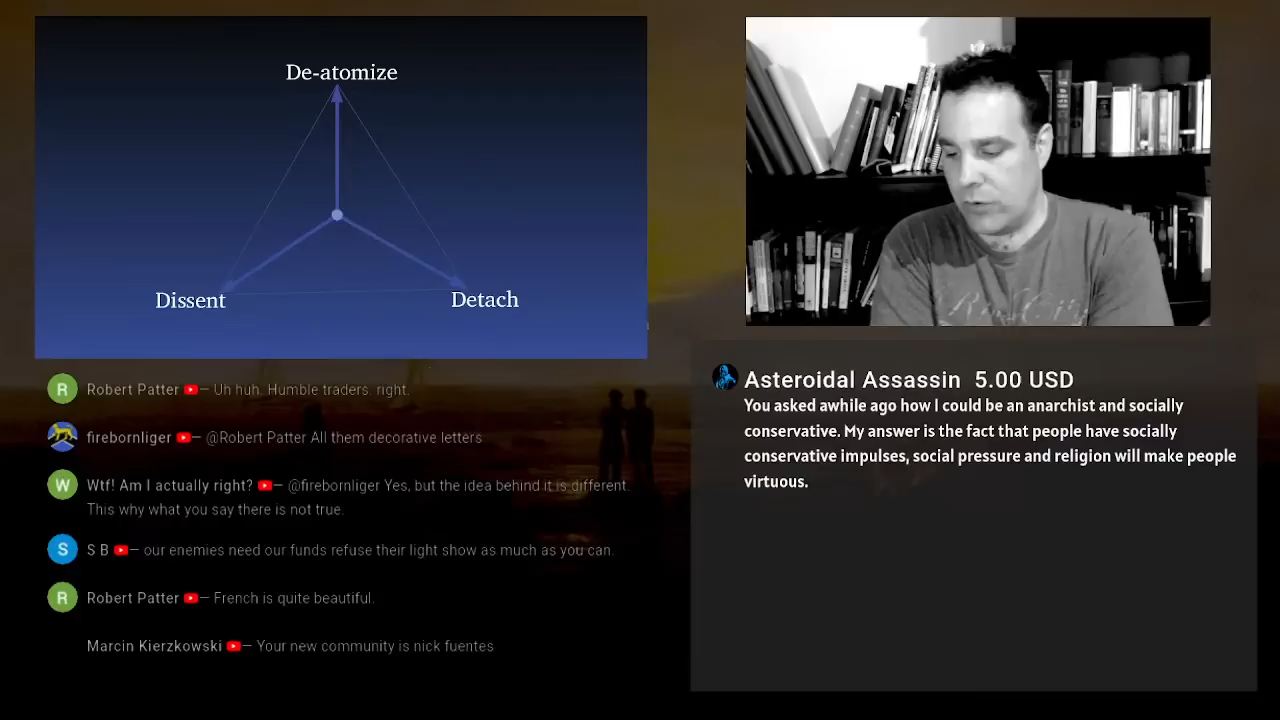 De-atomize
Dissent
Detach
R
Robert Patter — Uh huh. Humble traders. right.
firebornliger — @Robert Patter All them decorative letters
W
Wtf! Am I actually right? — @firebornliger Yes, but the idea behind it is different.
This why what you say there is not true.
S
S B — our enemies need our funds refuse their light show as much as you can.
R
Robert Patter — French is quite beautiful.
Marcin Kierzkowski — Your new community is nick fuentes
Asteroidal Assassin 5.00 USD
You asked awhile ago how I could be an anarchist and socially
conservative. My answer is the fact that people have socially
conservative impulses, social pressure and religion will make people
virtuous.